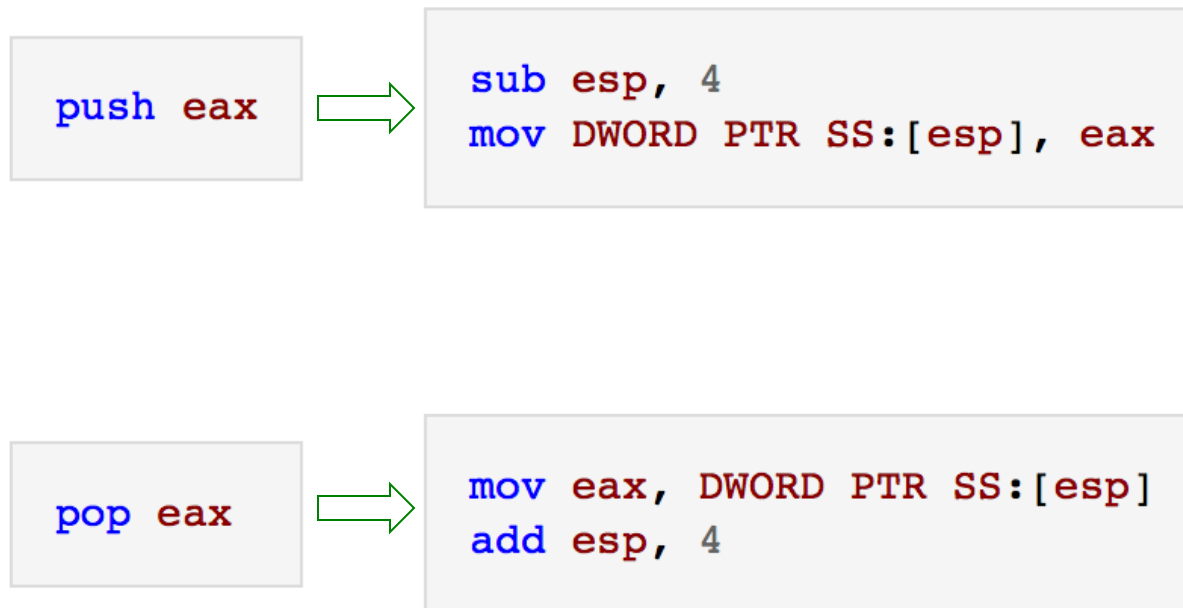 push eax
sub esp, 4
mov DWORD PTR SS:[esp], eax
pop eax
mov eax, DWORD PTR SS:[esp]
add esp, 4